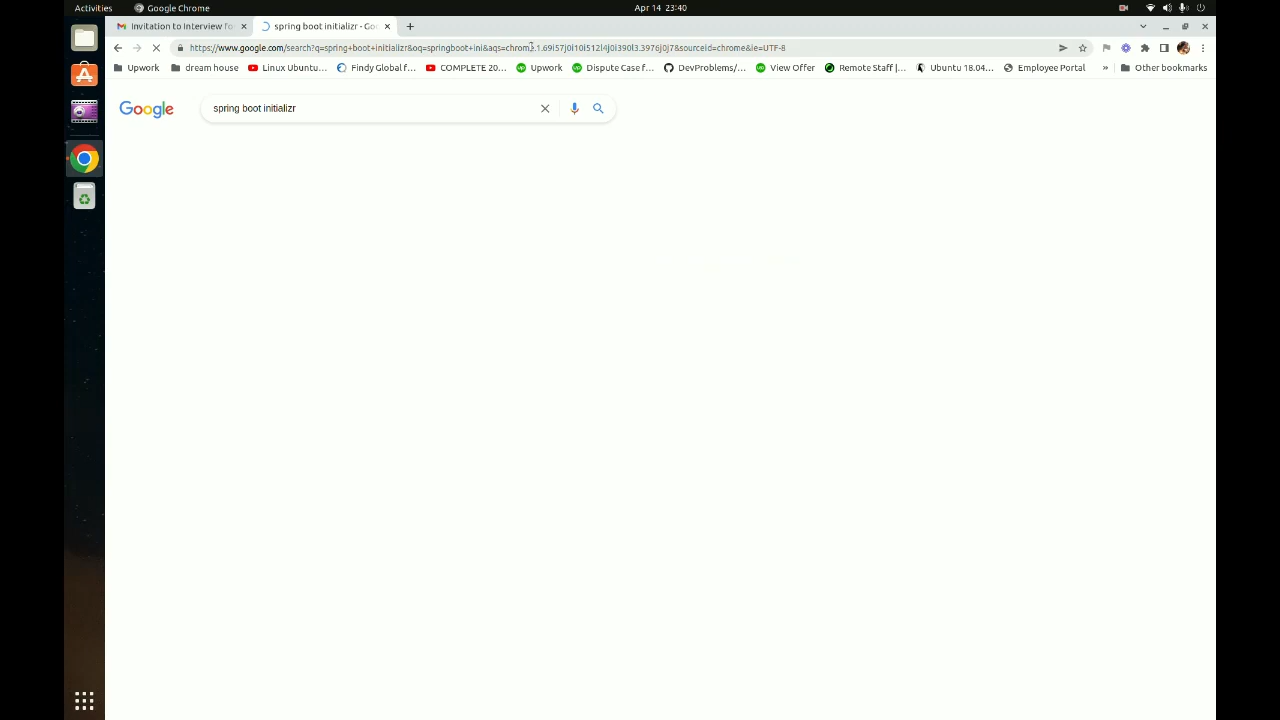 Activities Google Chrome Apr 14 23:40
Invitation to Interview fo spring boot initializr - Goo
https://www.google.com/search?q=spring+boot+initializr&oq=springboot+ini&aqs=chrome.1.69i57j0i10i512l4j0i390l3.3976j0j7&sourceid=chrome&ie=UTF-8
Upwork dream house Linux Ubuntu... Findy Global f... COMPLETE 20... Upwork Dispute Case f... DevProblems/... View Offer Remote Staff |... Ubuntu 18.04... Employee Portal » Other bookmarks
Google spring boot initializr